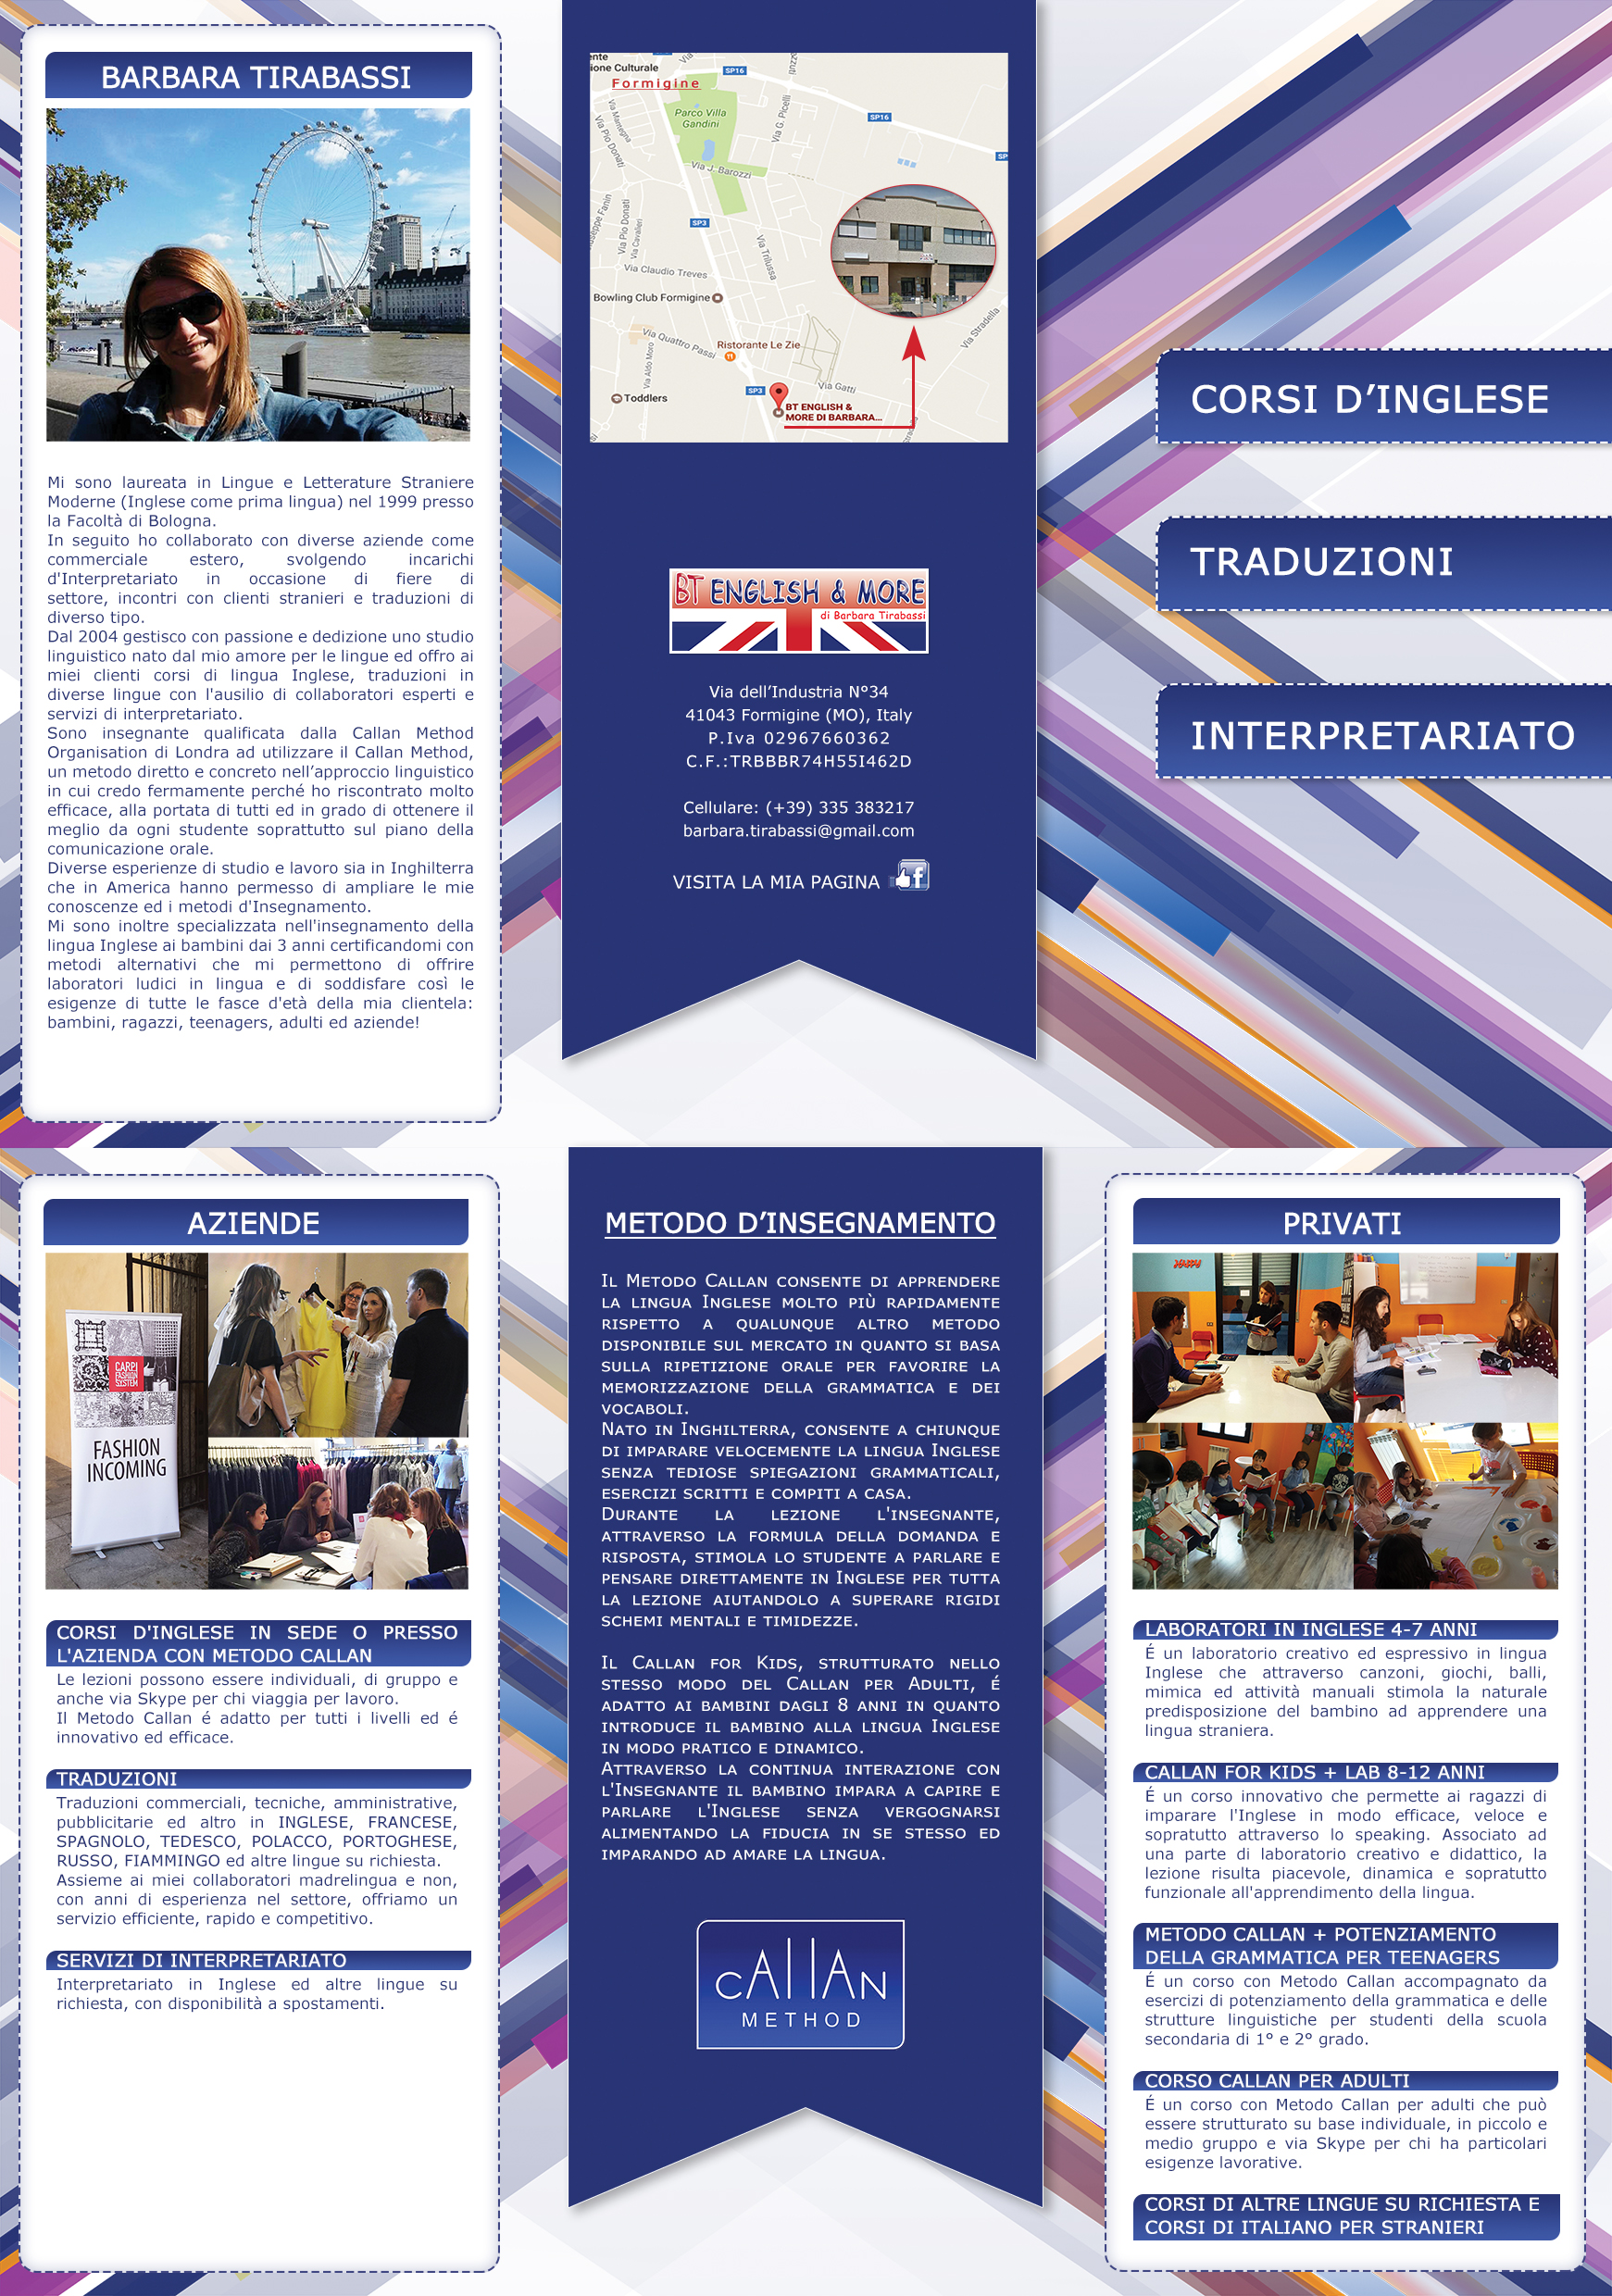 BARBARA TIRABASSI
Mi sono laureata in Lingue e Letterature Straniere
Moderne (Inglese come prima lingua) nel 1999 presso
la Facoltà di Bologna.
In seguito ho collaborato con diverse aziende come
commerciale estero, svolgendo incarichi
d'Interpretariato in occasione di fiere di
settore, incontri con clienti stranieri e traduzioni di
diverso tipo.
Dal 2004 gestisco con passione e dedizione uno studio
linguistico nato dal mio amore per le lingue ed offro ai
miei clienti corsi di lingua Inglese, traduzioni in
diverse lingue con l'ausilio di collaboratori esperti e
servizi di interpretariato.
Sono insegnante qualificata dalla Callan Method
Organisation di Londra ad utilizzare il Callan Method,
un metodo diretto e concreto nell'approccio linguistico
in cui credo fermamente perché ho riscontrato molto
efficace, alla portata di tutti ed in grado di ottenere il
meglio da ogni studente soprattutto sul piano della
comunicazione orale.
Diverse esperienze di studio e lavoro sia in Inghilterra
che in America hanno permesso di ampliare le mie
conoscenze ed i metodi d'Insegnamento.
Mi sono inoltre specializzata nell'insegnamento della
lingua Inglese ai bambini dai 3 anni certificandomi con
metodi alternativi che mi permettono di offrire
laboratori ludici in lingua e di soddisfare così le
esigenze di tutte le fasce d'età della mia clientela:
bambini, ragazzi, teenagers, adulti ed aziende!
ione Culturale
Formigine
SP16
Via Mantegna
Via Pio Donati
Parco Villa
Gandini
Via G. Picelli
SP16
SP
Via J. Barozzi
Via Pio Donati
Via Cavalieri
SP3
Via Trilussa
Via Claudio Treves
Bowling Club Formigine
Via Quattro Passi
Via Aldo Moro
Ristorante Le Zie
Via Stradella
Toddlers
SP3
Via Gatti
BT ENGLISH &
MORE DI BARBARA...
BT ENGLISH & MORE
di Barbara Tirabassi
Via dell'Industria N°34
41043 Formigine (MO), Italy
P.Iva 02967660362
C.F.:TRBBBR74H55I462D
Cellulare: (+39) 335 383217
barbara.tirabassi@gmail.com
VISITA LA MIA PAGINA f
CORSI D'INGLESE
TRADUZIONI
INTERPRETARIATO
AZIENDE
CARPI
FASHION
SYSTEM
FASHION
INCOMING
CORSI D'INGLESE IN SEDE O PRESSO
L'AZIENDA CON METODO CALLAN
Le lezioni possono essere individuali, di gruppo e
anche via Skype per chi viaggia per lavoro.
Il Metodo Callan é adatto per tutti i livelli ed é
innovativo ed efficace.
TRADUZIONI
Traduzioni commerciali, tecniche, amministrative,
pubblicitarie ed altro in INGLESE, FRANCESE,
SPAGNOLO, TEDESCO, POLACCO, PORTOGHESE,
RUSSO, FIAMMINGO ed altre lingue su richiesta.
Assieme ai miei collaboratori madrelingua e non,
con anni di esperienza nel settore, offriamo un
servizio efficiente, rapido e competitivo.
SERVIZI DI INTERPRETARIATO
Interpretariato in Inglese ed altre lingue su
richiesta, con disponibilità a spostamenti.
METODO D'INSEGNAMENTO
Il Metodo Callan consente di apprendere
la lingua Inglese molto più rapidamente
rispetto a qualunque altro metodo
disponibile sul mercato in quanto si basa
sulla ripetizione orale per favorire la
memorizzazione della grammatica e dei
vocaboli.
Nato in Inghilterra, consente a chiunque
di imparare velocemente la lingua Inglese
senza tediose spiegazioni grammaticali,
esercizi scritti e compiti a casa.
Durante la lezione l'insegnante,
attraverso la formula della domanda e
risposta, stimola lo studente a parlare e
pensare direttamente in Inglese per tutta
la lezione aiutandolo a superare rigidi
schemi mentali e timidezze.
Il Callan for Kids, strutturato nello
stesso modo del Callan per Adulti, é
adatto ai bambini dagli 8 anni in quanto
introduce il bambino alla lingua Inglese
in modo pratico e dinamico.
Attraverso la continua interazione con
l'Insegnante il bambino impara a capire e
parlare l'Inglese senza vergognarsi
alimentando la fiducia in se stesso ed
imparando ad amare la lingua.
CALLAN
METHOD
PRIVATI
LABORATORI IN INGLESE 4-7 ANNI
É un laboratorio creativo ed espressivo in lingua
Inglese che attraverso canzoni, giochi, balli,
mimica ed attività manuali stimola la naturale
predisposizione del bambino ad apprendere una
lingua straniera.
CALLAN FOR KIDS + LAB 8-12 ANNI
É un corso innovativo che permette ai ragazzi di
imparare l'Inglese in modo efficace, veloce e
sopratutto attraverso lo speaking. Associato ad
una parte di laboratorio creativo e didattico, la
lezione risulta piacevole, dinamica e sopratutto
funzionale all'apprendimento della lingua.
METODO CALLAN + POTENZIAMENTO
DELLA GRAMMATICA PER TEENAGERS
É un corso con Metodo Callan accompagnato da
esercizi di potenziamento della grammatica e delle
strutture linguistiche per studenti della scuola
secondaria di 1° e 2° grado.
CORSO CALLAN PER ADULTI
É un corso con Metodo Callan per adulti che può
essere strutturato su base individuale, in piccolo e
medio gruppo e via Skype per chi ha particolari
esigenze lavorative.
CORSI DI ALTRE LINGUE SU RICHIESTA E
CORSI DI ITALIANO PER STRANIERI